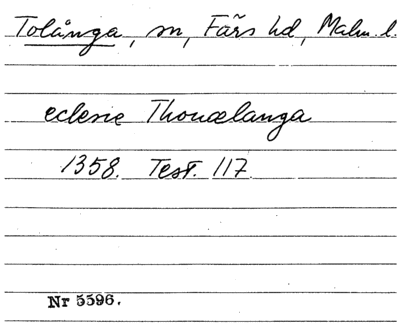 Tolånga, sn, Färs hd, Malm. l.
eclesie Thouælanga
1358. Test. 117
Nr 5596.